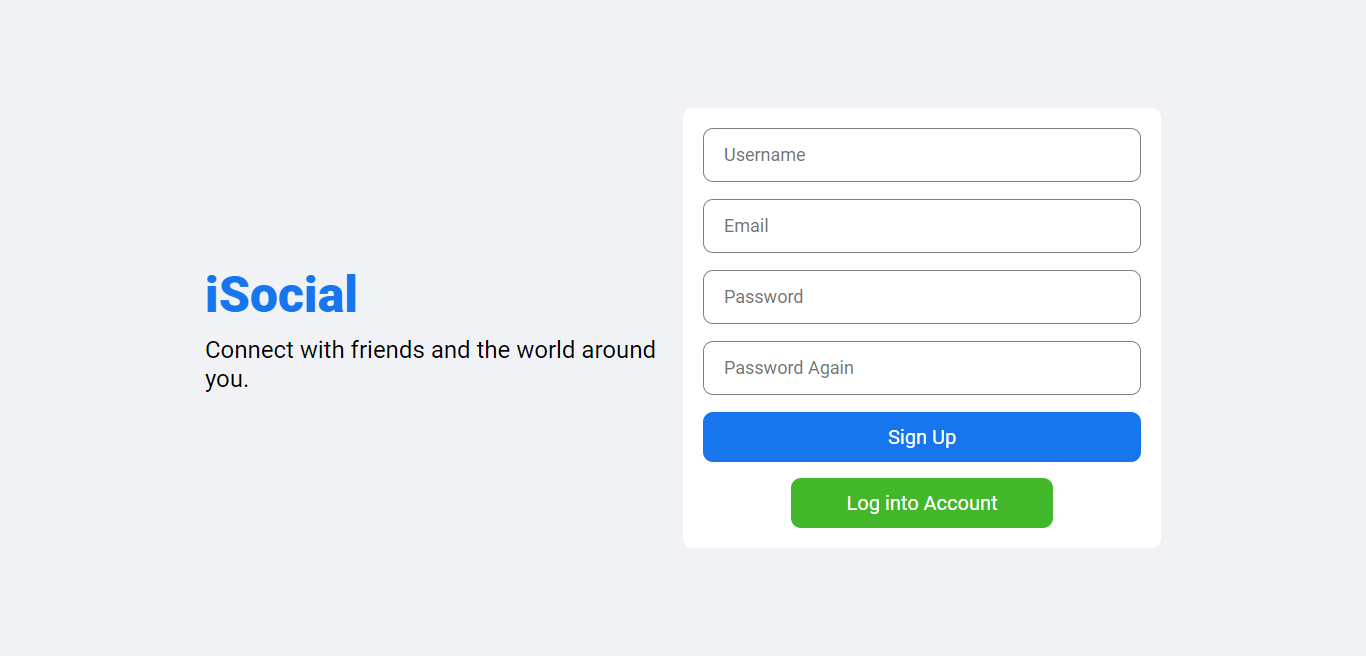 iSocial
Connect with friends and the world around
you.
Username
Email
Password
Password Again
Sign Up
Log into Account